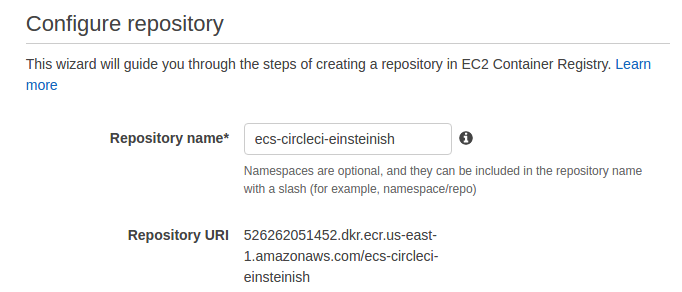 Configure repository
This wizard will guide you through the steps of creating a repository in EC2 Container Registry. Learn
more
Repository name* ecs-circleci-einsteinish
Namespaces are optional, and they can be included in the repository name
with a slash (for example, namespace/repo)
Repository URI 526262051452.dkr.ecr.us-east-
1.amazonaws.com/ecs-circleci-
einsteinish